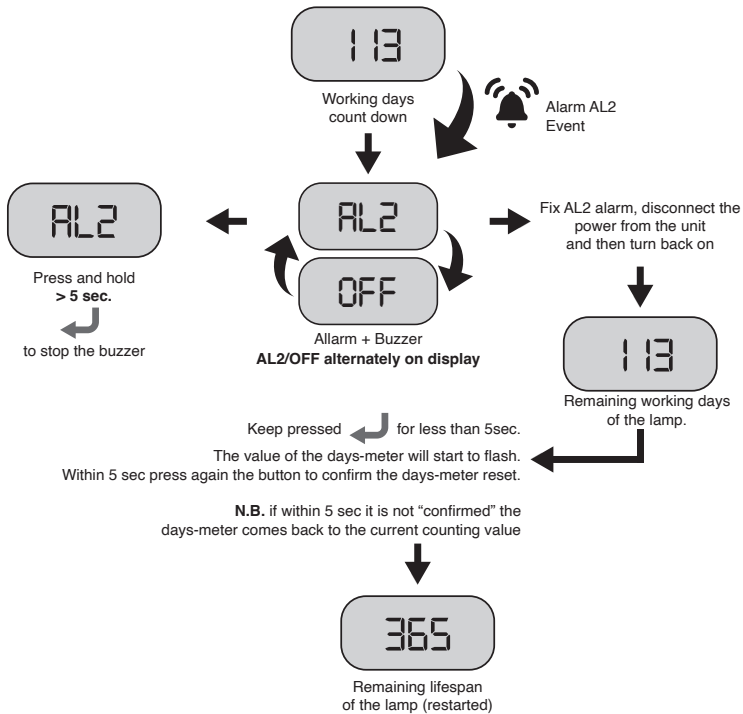 113
Working days
count down
Alarm AL2
Event
AL2
Press and hold
> 5 sec.
to stop the buzzer
AL2
OFF
Allarm + Buzzer
AL2/OFF alternately on display
Fix AL2 alarm, disconnect the
power from the unit
and then turn back on
113
Remaining working days
of the lamp.
Keep pressed for less than 5sec.
The value of the days-meter will start to flash.
Within 5 sec press again the button to confirm the days-meter reset.
N.B. if within 5 sec it is not “confirmed” the
days-meter comes back to the current counting value
365
Remaining lifespan
of the lamp (restarted)